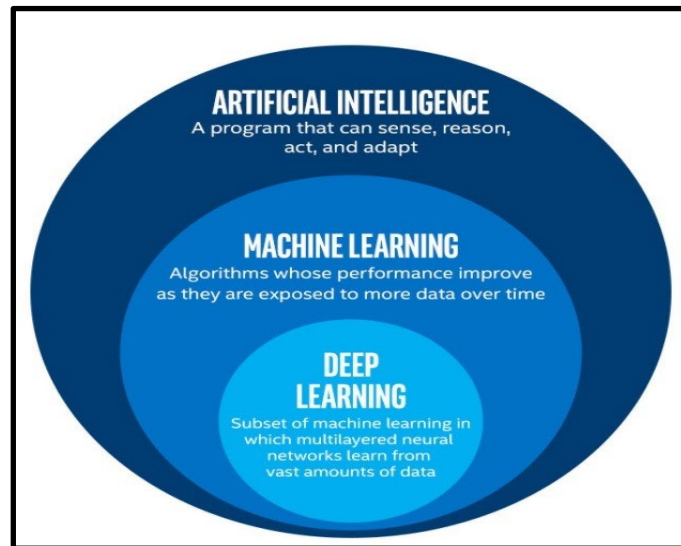 ARTIFICIAL INTELLIGENCE
A program that can sense, reason,
act, and adapt
MACHINE LEARNING
Algorithms whose performance improve
as they are exposed to more data over time
DEEP
LEARNING
Subset of machine learning in
which multilayered neural
networks learn from
vast amounts of data